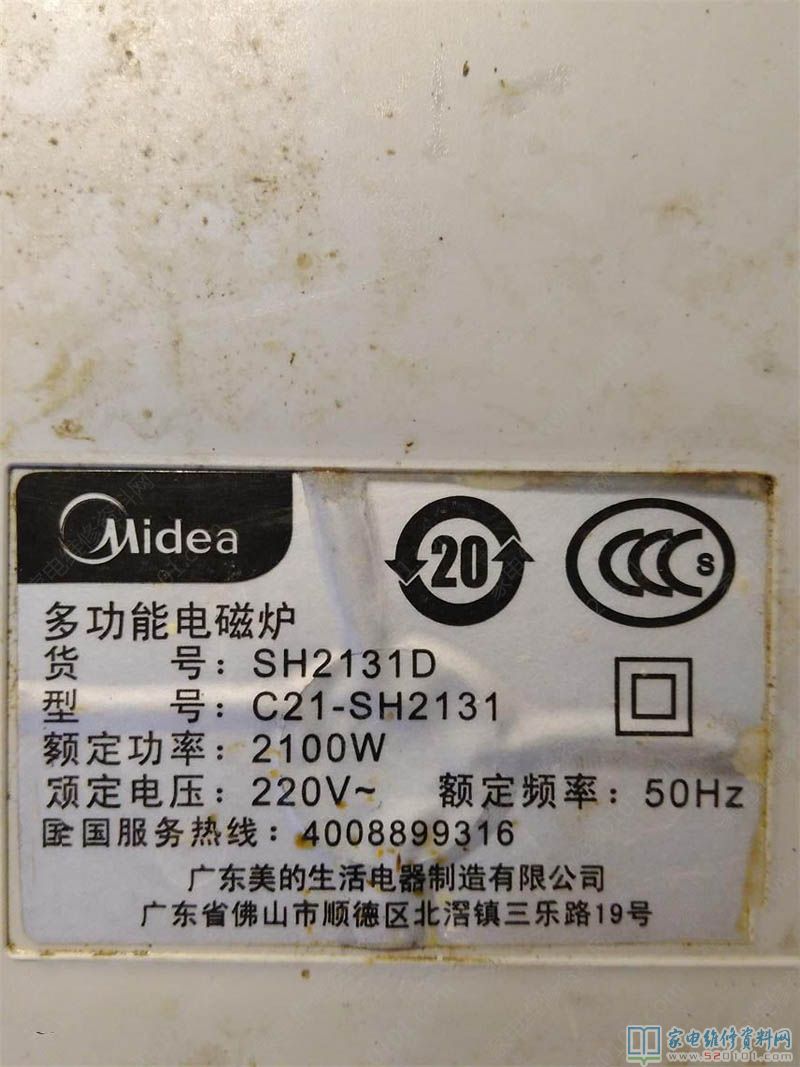 Midea
20
CCC S
多功能电磁炉
货 号：SH2131D
型 号：C21-SH2131
额定功率：2100W
额定电压：220V~ 额定频率：50Hz
全国服务热线：4008899316
广东美的生活电器制造有限公司
广东省佛山市顺德区北滘镇三乐路19号
家电维修资料网
www.520101.com